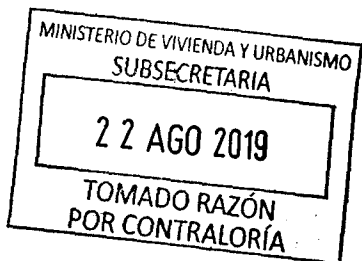 MINISTERIO DE VIVIENDA Y URBANISMO
SUBSECRETARIA
22 AGO 2019
TOMADO RAZÓN
POR CONTRALORÍA